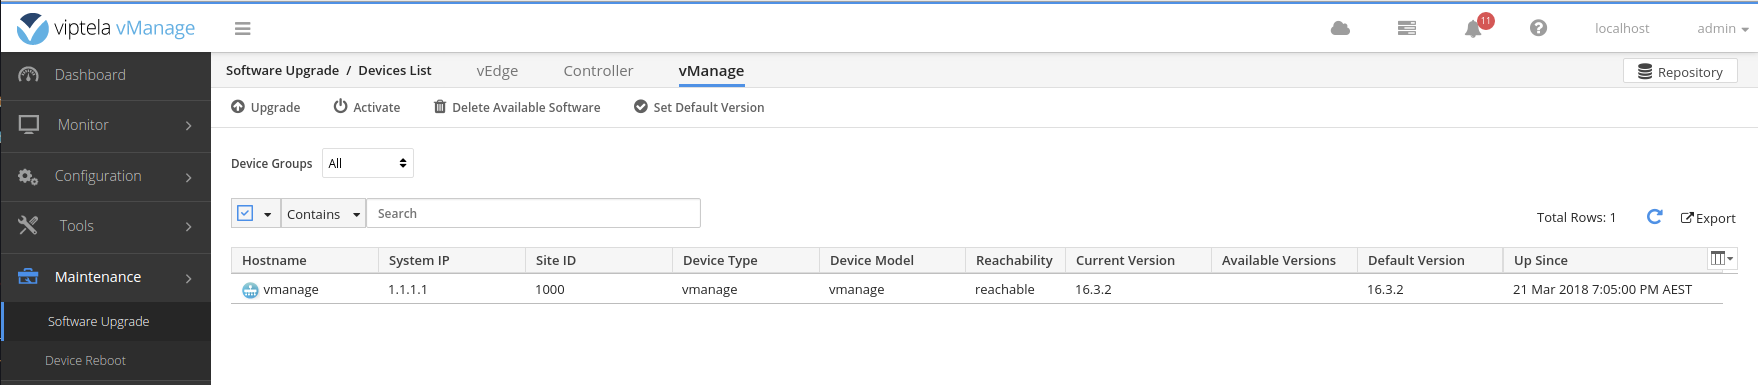 viptela vManage
11
localhost
admin
Dashboard
Monitor
Configuration
Tools
Maintenance
Software Upgrade
Device Reboot
Software Upgrade / Devices List
vEdge
Controller
vManage
Repository
Upgrade
Activate
Delete Available Software
Set Default Version
Device Groups
All
Contains
Search
Total Rows: 1
Export
Hostname System IP Site ID Device Type Device Model Reachability Current Version Available Versions Default Version Up Since
vmanage 1.1.1.1 1000 vmanage vmanage reachable 16.3.2 16.3.2 21 Mar 2018 7:05:00 PM AEST